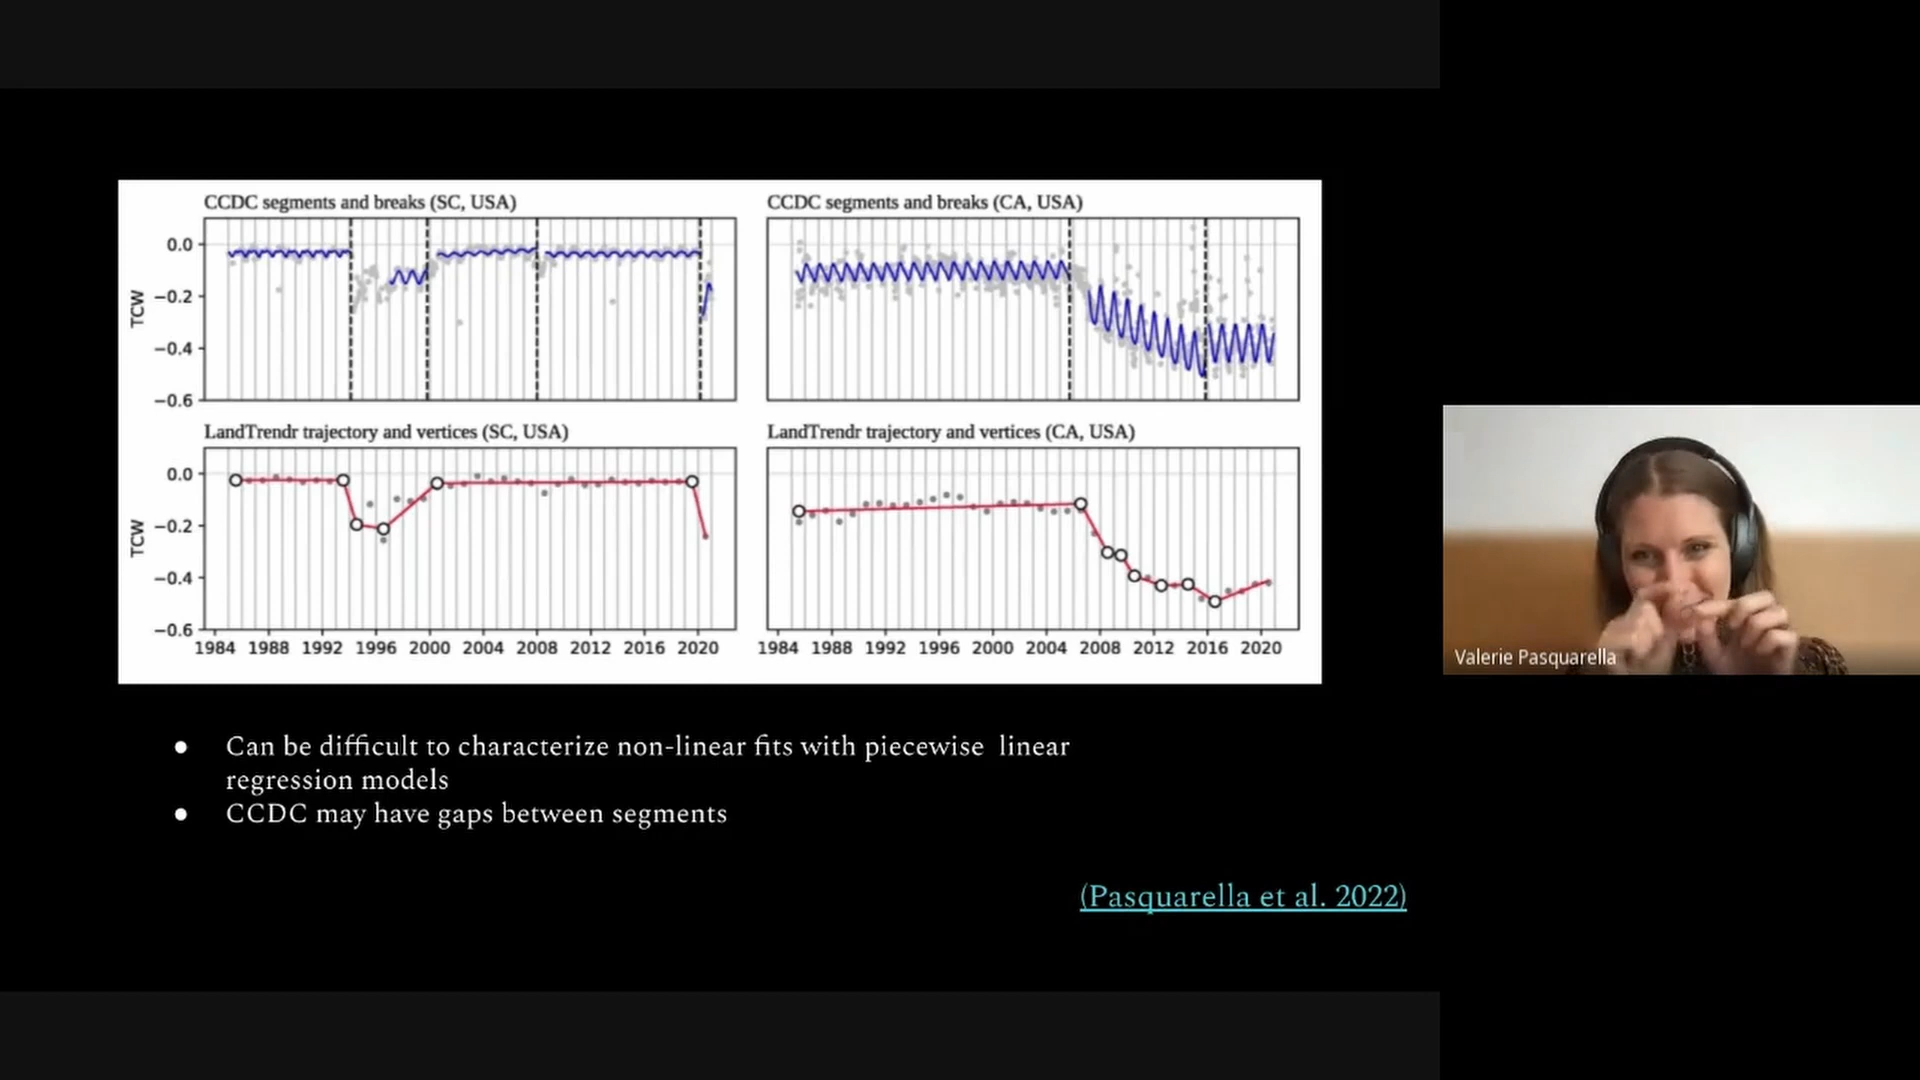 CCDC segments and breaks (SC, USA)
CCDC segments and breaks (CA, USA)
0.0
−0.2
−0.4
−0.6
TCW
LandTrendr trajectory and vertices (SC, USA)
LandTrendr trajectory and vertices (CA, USA)
0.0
−0.2
−0.4
−0.6
TCW
1984 1988 1992 1996 2000 2004 2008 2012 2016 2020
1984 1988 1992 1996 2000 2004 2008 2012 2016 2020
● Can be difficult to characterize non-linear fits with piecewise linear
regression models
● CCDC may have gaps between segments
(Pasquarella et al. 2022)
Valerie Pasquarella